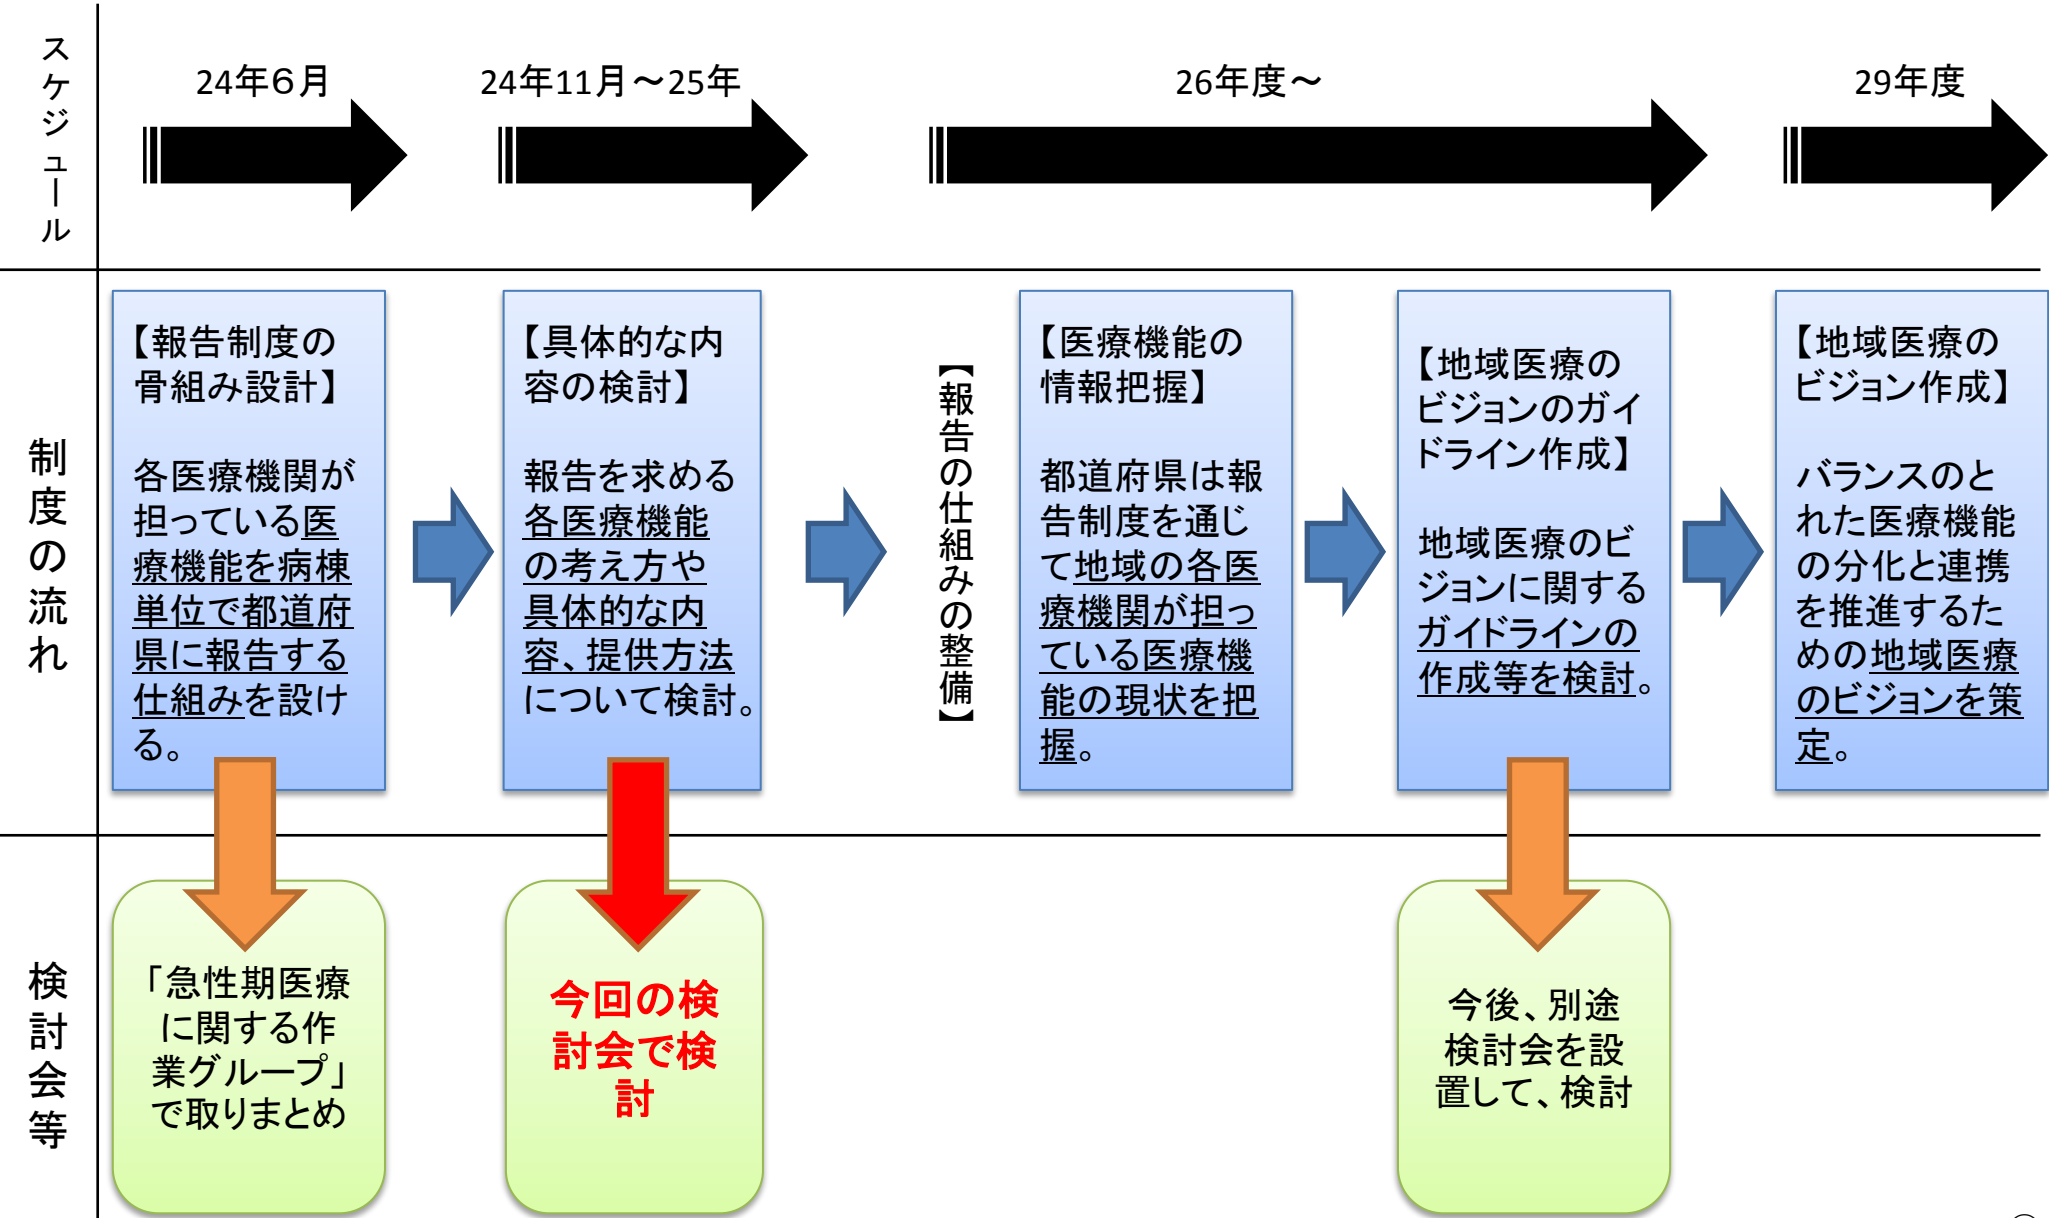 スケジュール
24年6月
24年11月～25年
26年度～
29年度
制度の流れ
【報告制度の
骨組み設計】
各医療機関が
担っている医
療機能を病棟
単位で都道府
県に報告する
仕組みを設け
る。
【具体的な内
容の検討】
報告を求める
各医療機能
の考え方や
具体的な内
容、提供方法
について検討。
【報告の仕組みの整備】
【医療機能の
情報把握】
都道府県は報
告制度を通じ
て地域の各医
療機関が担っ
ている医療機
能の現状を把
握。
【地域医療の
ビジョンのガイ
ドライン作成】
地域医療のビ
ジョンに関する
ガイドラインの
作成等を検討。
【地域医療の
ビジョン作成】
バランスのと
れた医療機能
の分化と連携
を推進するた
めの地域医療
のビジョンを策
定。
検討会等
「急性期医療
に関する作
業グループ」
で取りまとめ
今回の検
討会で検
討
今後、別途
検討会を設
置して、検討